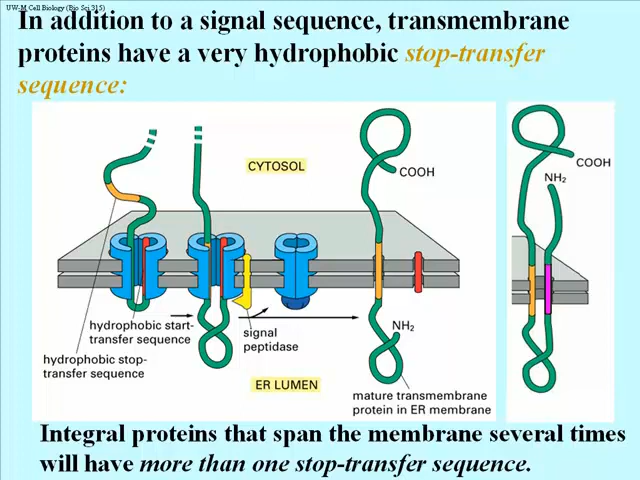 UW-M Cell Biology (Bio Sci 315)
In addition to a signal sequence, transmembrane
proteins have a very hydrophobic stop-transfer
sequence:
CYTOSOL
COOH
COOH
NH2
hydrophobic start-
transfer sequence
hydrophobic stop-
transfer sequence
signal
peptidase
NH2
ER LUMEN
mature transmembrane
protein in ER membrane
Integral proteins that span the membrane several times
will have more than one stop-transfer sequence.